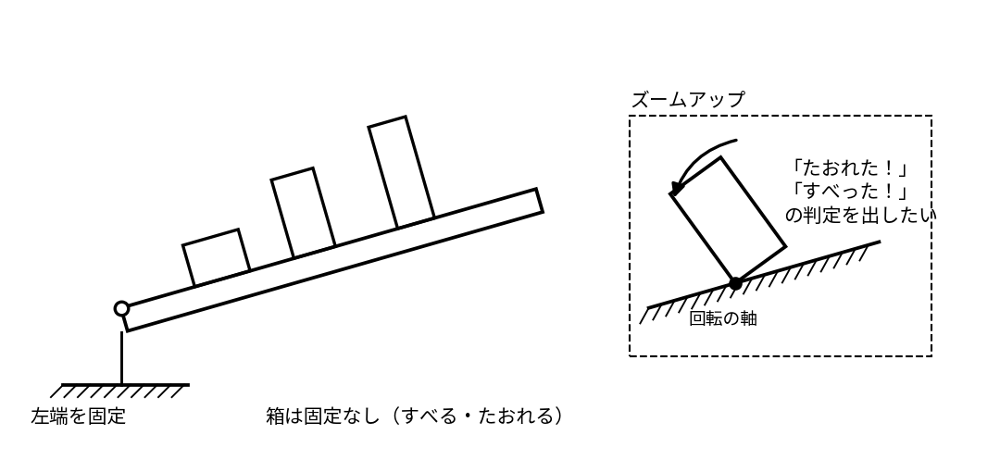 ズームアップ
「たおれた！」
「すべった！」
の判定を出したい
回転の軸
左端を固定
箱は固定なし（すべる・たおれる）